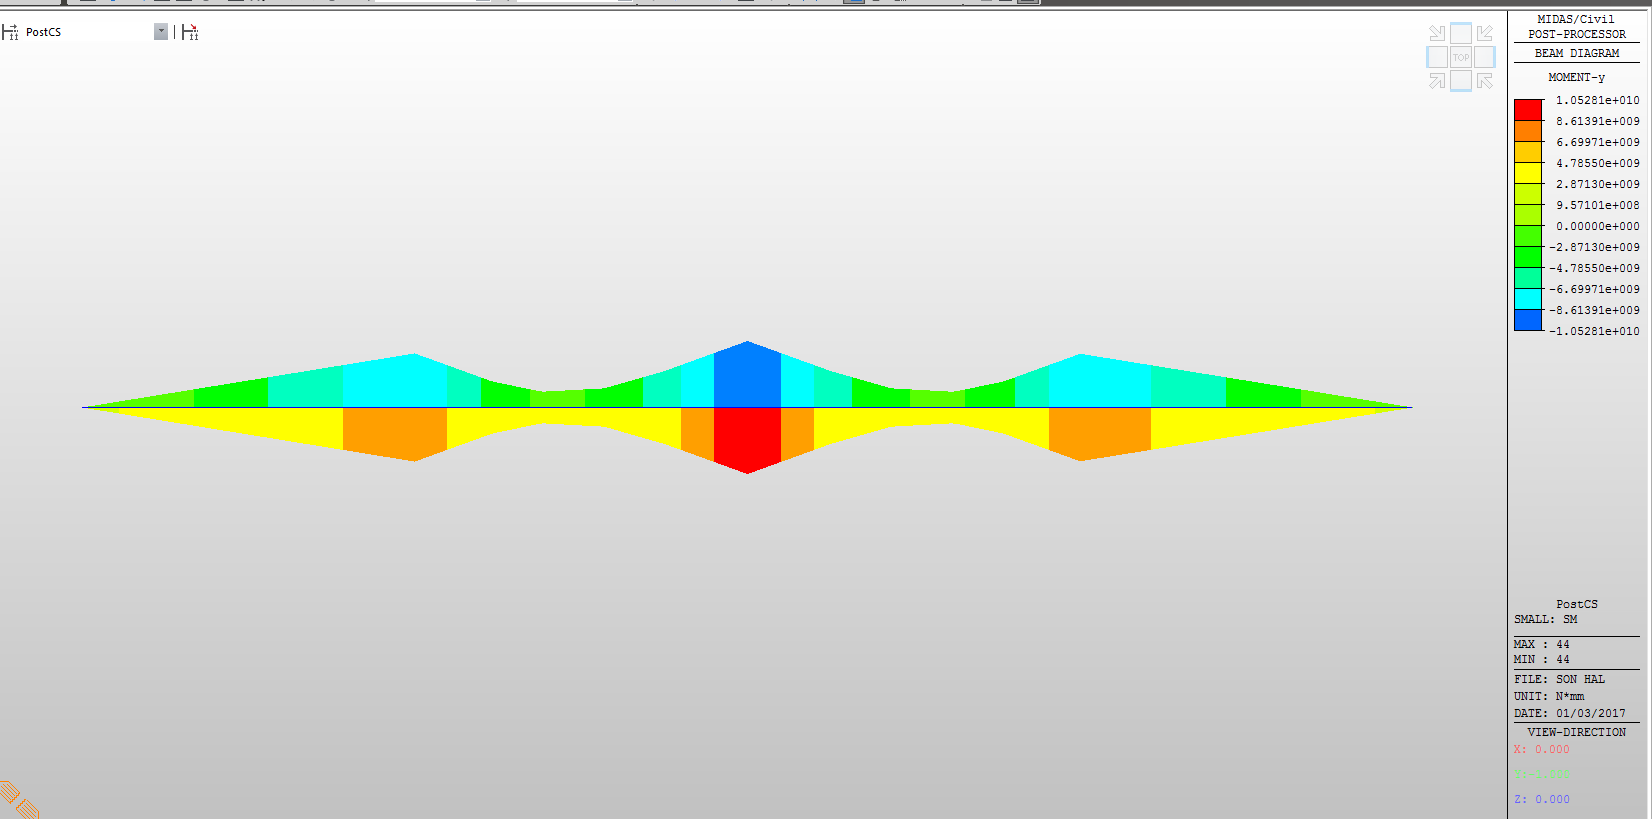 PostCS
TOP
MIDAS/Civil
POST-PROCESSOR
BEAM DIAGRAM
MOMENT-y
1.05281e+010
8.61391e+009
6.69971e+009
4.78550e+009
2.87130e+009
9.57101e+008
0.00000e+000
-2.87130e+009
-4.78550e+009
-6.69971e+009
-8.61391e+009
-1.05281e+010
PostCS
SMALL: SM
MAX : 44
MIN : 44
FILE: SON HAL
UNIT: N*mm
DATE: 01/03/2017
VIEW-DIRECTION
X: 0.000
Y:-1.000
Z: 0.000